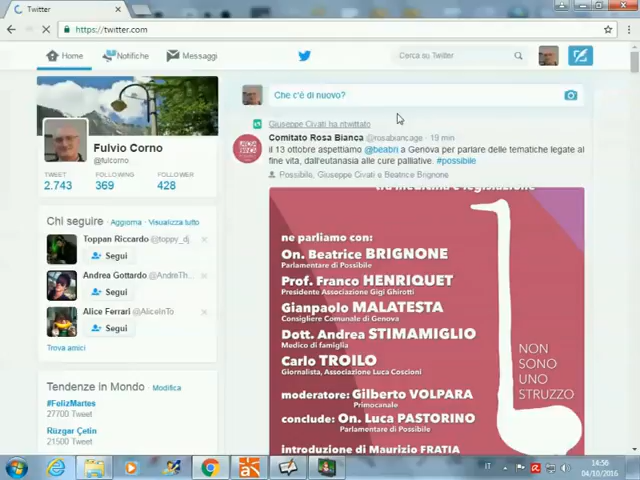 Twitter
https://twitter.com
Home
Notifiche
Messaggi
Cerca su Twitter
Che c'è di nuovo?
Giuseppe Civati ha ritwittato
Comitato Rosa Bianca @rosabiancage · 19 min
il 13 ottobre aspettiamo @beabri a Genova per parlare delle tematiche legate al
fine vita, dall'eutanasia alle cure palliative. #possibile
Possibile, Giuseppe Civati e Beatrice Brignone
tra medicina e legislazione
ne parliamo con:
On. Beatrice BRIGNONE
Parlamentare di Possibile
Prof. Franco HENRIQUET
Presidente Associazione Gigi Ghirotti
Gianpaolo MALATESTA
Consigliere Comunale di Genova
Dott. Andrea STIMAMIGLIO
Medico di famiglia
Carlo TROILO
Giornalista, Associazione Luca Coscioni
moderatore: Gilberto VOLPARA
Primocanale
conclude: On. Luca PASTORINO
Parlamentare di Possibile
introduzione di Maurizio FRATIA
NON
SONO
UNO
STRUZZO
Fulvio Corno
@fulcorno
TWEET FOLLOWING FOLLOWER
2.743 369 428
Chi seguire · Aggiorna · Visualizza tutto
Toppan Riccardo @toppy_dj
Segui
Andrea Gottardo @AndreTh...
Segui
Alice Ferrari @AliceInTo
Segui
Trova amici
Tendenze in Mondo · Modifica
#FelizMartes
27700 Tweet
Rüzgar Çetin
21500 Tweet
IT
14:56
04/10/2016